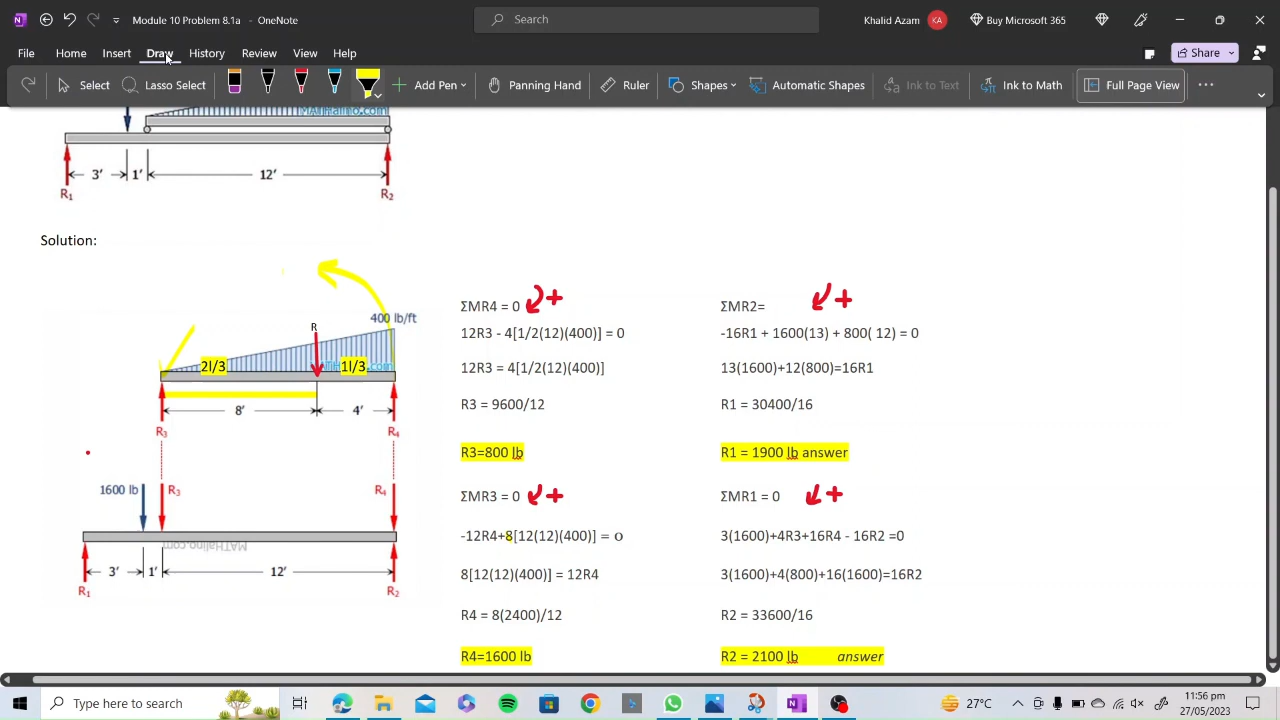 Module 10 Problem 8.1a - OneNote
Search
Khalid Azam
KA
Buy Microsoft 365
File
Home
Insert
Draw
History
Review
View
Help
Share
Select
Lasso Select
Add Pen
Panning Hand
Ruler
Shapes
Automatic Shapes
Ink to Text
Ink to Math
Full Page View
MATHalino.com
3' 1' 12'
R1 R2
Solution:
400 lb/ft
R
2l/3 1l/3
8' 4'
R3 R4
1600 lb R3 R4
MATHalino.com
3' 1' 12'
R1 R2
ΣMR4 = 0 +
12R3 - 4[1/2(12)(400)] = 0
12R3 = 4[1/2(12)(400)]
R3 = 9600/12
R3=800 lb
ΣMR3 = 0 +
-12R4+8[12(12)(400)] = 0
8[12(12)(400)] = 12R4
R4 = 8(2400)/12
R4=1600 lb
ΣMR2= +
-16R1 + 1600(13) + 800( 12) = 0
13(1600)+12(800)=16R1
R1 = 30400/16
R1 = 1900 lb answer
ΣMR1 = 0 +
3(1600)+4R3+16R4 - 16R2 =0
3(1600)+4(800)+16(1600)=16R2
R2 = 33600/16
R2 = 2100 lb answer
Type here to search
27°C
11:56 pm
27/05/2023